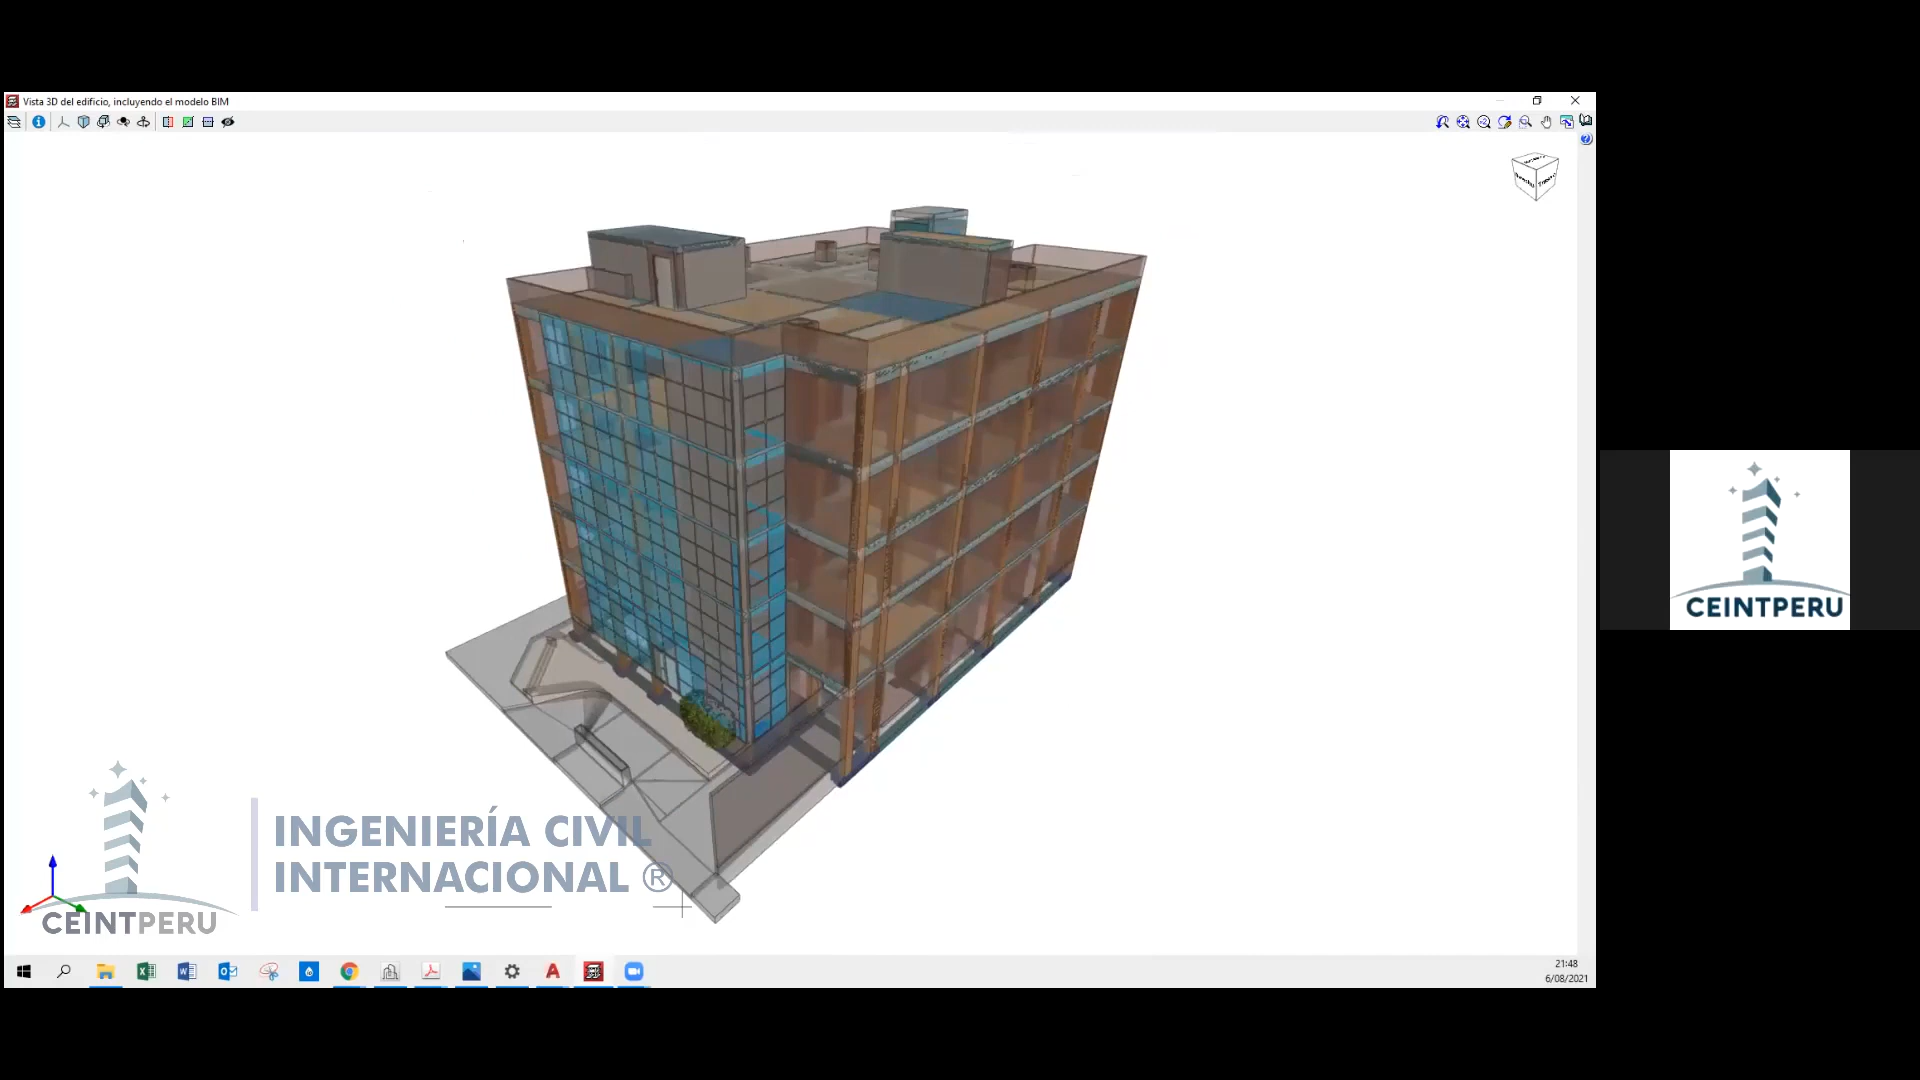 Vista 3D del edificio, incluyendo el modelo BIM
CEINTPERU
INGENIERÍA CIVIL
INTERNACIONAL ®
CEINTPERU
21:48
6/08/2021